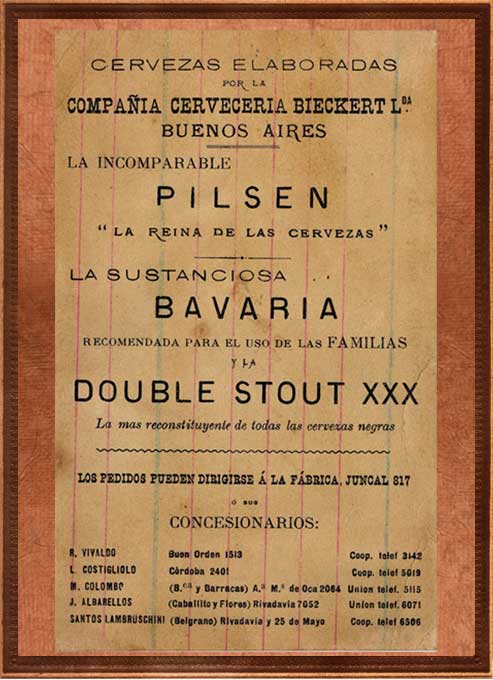 CERVEZAS ELABORADAS
POR LA
COMPAÑIA CERVECERIA BIECKERT LDA.
BUENOS AIRES
LA INCOMPARABLE
PILSEN
"LA REINA DE LAS CERVEZAS"
LA SUSTANCIOSA
BAVARIA
RECOMENDADA PARA EL USO DE LAS FAMILIAS
Y LA
DOUBLE STOUT XXX
La mas reconstituyente de todas las cervezas negras
LOS PEDIDOS PUEDEN DIRIGIRSE Á LA FÁBRICA, JUNCAL 817
ó sus
CONCESIONARIOS:
R. VIVALDO Buen Orden 1513 Coop. telef 3142
L. COSTIGLIOLO Córdoba 2401 Coop. telef 5019
M. COLOMBO (B.ca y Barracas) A.a M.s de Oca 2064 Union telef. 5115
J. ALBARELLOS (Caballito y Flores) Rivadavia 7052 Union telef. 6071
SANTOS LAMBRUSCHINI (Belgrano) Rivadavia y 25 de Mayo Coop. telef 6506